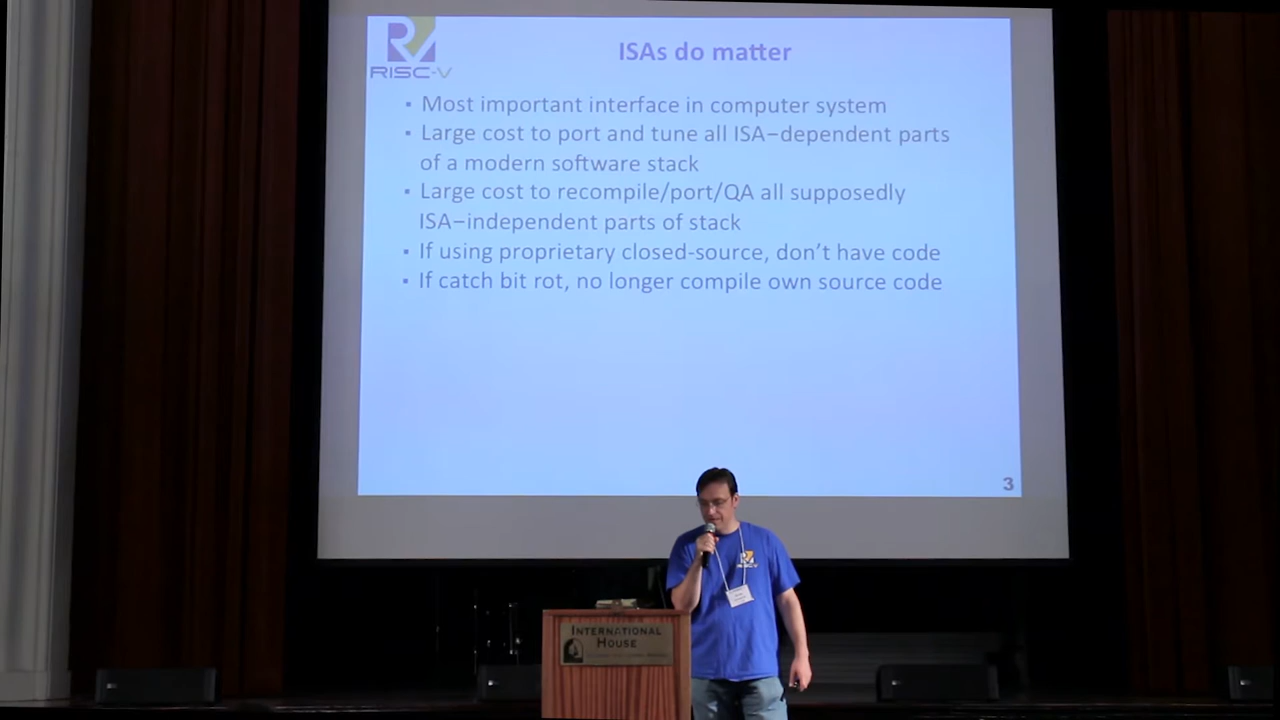 RISC-V
ISAs do matter
▪ Most important interface in computer system
▪ Large cost to port and tune all ISA–dependent parts
of a modern software stack
▪ Large cost to recompile/port/QA all supposedly
ISA–independent parts of stack
▪ If using proprietary closed-source, don't have code
▪ If catch bit rot, no longer compile own source code
3
RISC-V
INTERNATIONAL
HOUSE